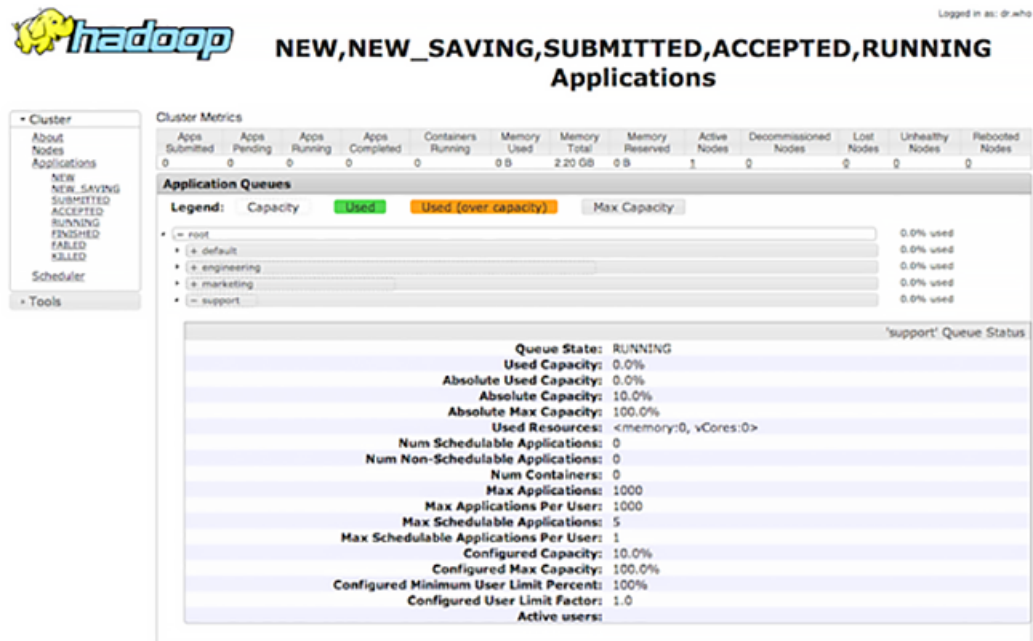 Logged in as: dr.who
hadoop
NEW,NEW_SAVING,SUBMITTED,ACCEPTED,RUNNING
Applications
Cluster
About
Nodes
Applications
NEW
NEW_SAVING
SUBMITTED
ACCEPTED
RUNNING
FINISHED
FAILED
KILLED
Scheduler
Tools
Cluster Metrics
Apps Submitted Apps Pending Apps Running Apps Completed Containers Running Memory Used Memory Total Memory Reserved Active Nodes Decommissioned Nodes Lost Nodes Unhealthy Nodes Rebooted Nodes
0 0 0 0 0 0 B 2.20 GB 0 B 1 0 0 0 0
Application Queues
Legend: Capacity Used Used (over capacity) Max Capacity
- root 0.0% used
+ default 0.0% used
+ engineering 0.0% used
+ marketing 0.0% used
- support 0.0% used
'support' Queue Status
Queue State: RUNNING
Used Capacity: 0.0%
Absolute Used Capacity: 0.0%
Absolute Capacity: 10.0%
Absolute Max Capacity: 100.0%
Used Resources: <memory:0, vCores:0>
Num Schedulable Applications: 0
Num Non-Schedulable Applications: 0
Num Containers: 0
Max Applications: 1000
Max Applications Per User: 1000
Max Schedulable Applications: 5
Max Schedulable Applications Per User: 1
Configured Capacity: 10.0%
Configured Max Capacity: 100.0%
Configured Minimum User Limit Percent: 100%
Configured User Limit Factor: 1.0
Active users: